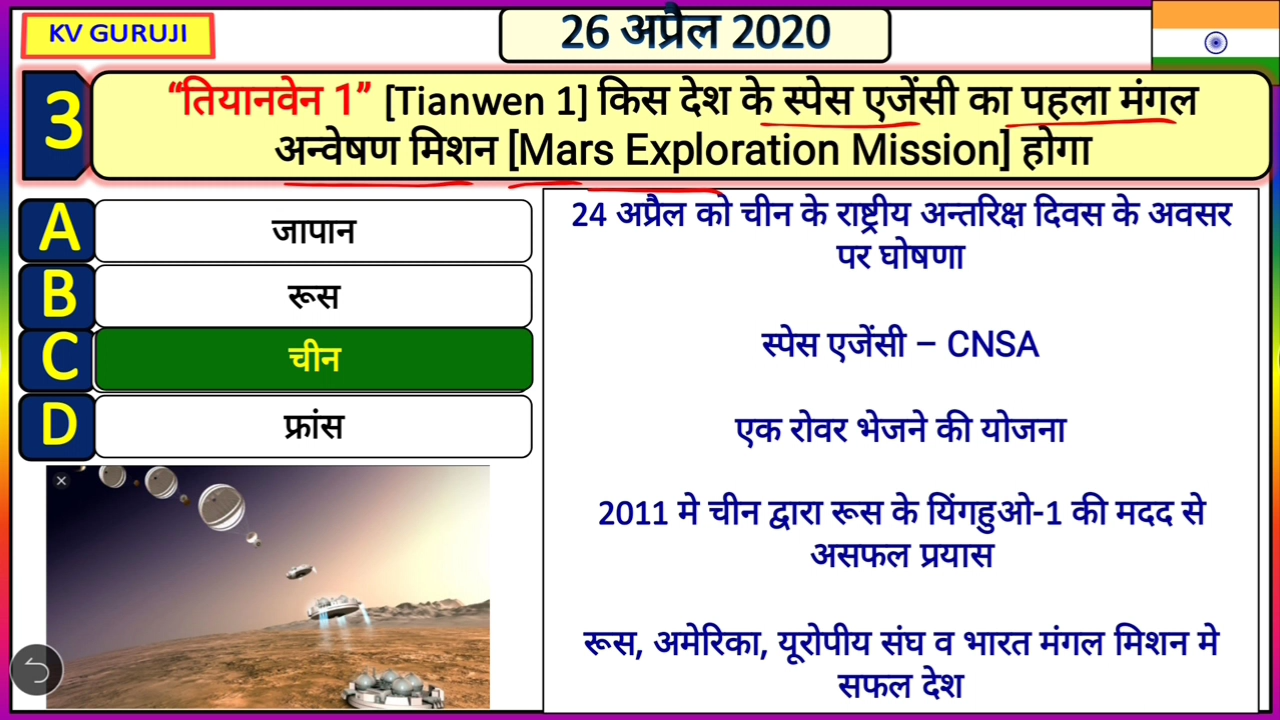 KV GURUJI
26 अप्रैल 2020
3
“तियानवेन 1” [Tianwen 1] किस देश के स्पेस एजेंसी का पहला मंगल
अन्वेषण मिशन [Mars Exploration Mission] होगा
A
जापान
B
रूस
C
चीन
D
फ्रांस
24 अप्रैल को चीन के राष्ट्रीय अन्तरिक्ष दिवस के अवसर
पर घोषणा
स्पेस एजेंसी – CNSA
एक रोवर भेजने की योजना
2011 मे चीन द्वारा रूस के यिंगहुओ-1 की मदद से
असफल प्रयास
रूस, अमेरिका, यूरोपीय संघ व भारत मंगल मिशन मे
सफल देश